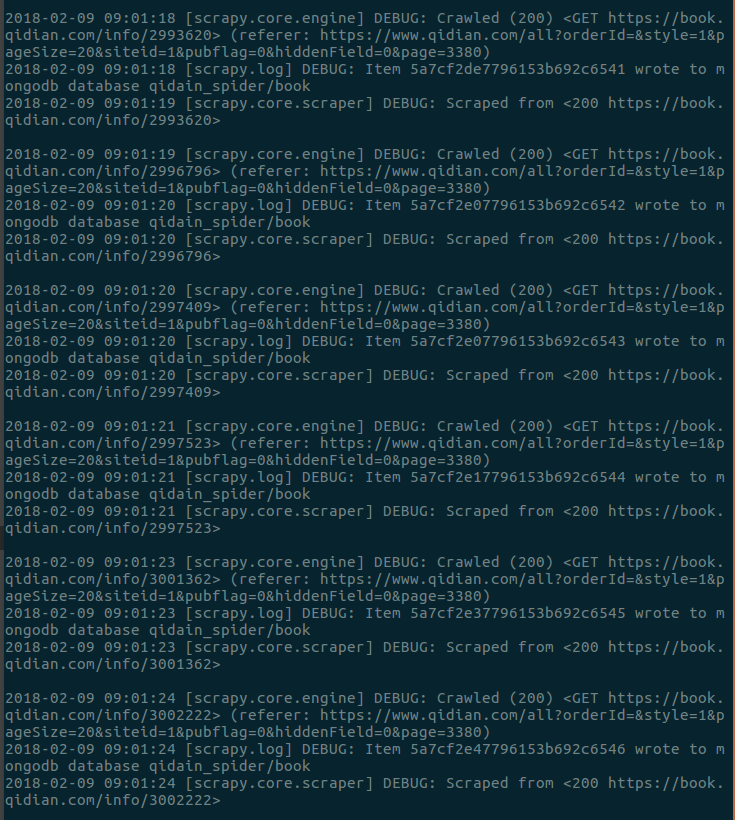 2018-02-09 09:01:18 [scrapy.core.engine] DEBUG: Crawled (200) <GET https://book.
qidian.com/info/2993620> (referer: https://www.qidian.com/all?orderId=&style=1&p
ageSize=20&siteid=1&pubflag=0&hiddenField=0&page=3380)
2018-02-09 09:01:18 [scrapy.log] DEBUG: Item 5a7cf2de7796153b692c6541 wrote to m
ongodb database qidain_spider/book
2018-02-09 09:01:19 [scrapy.core.scraper] DEBUG: Scraped from <200 https://book.
qidian.com/info/2993620>
2018-02-09 09:01:19 [scrapy.core.engine] DEBUG: Crawled (200) <GET https://book.
qidian.com/info/2996796> (referer: https://www.qidian.com/all?orderId=&style=1&p
ageSize=20&siteid=1&pubflag=0&hiddenField=0&page=3380)
2018-02-09 09:01:20 [scrapy.log] DEBUG: Item 5a7cf2e07796153b692c6542 wrote to m
ongodb database qidain_spider/book
2018-02-09 09:01:20 [scrapy.core.scraper] DEBUG: Scraped from <200 https://book.
qidian.com/info/2996796>
2018-02-09 09:01:20 [scrapy.core.engine] DEBUG: Crawled (200) <GET https://book.
qidian.com/info/2997409> (referer: https://www.qidian.com/all?orderId=&style=1&p
ageSize=20&siteid=1&pubflag=0&hiddenField=0&page=3380)
2018-02-09 09:01:20 [scrapy.log] DEBUG: Item 5a7cf2e07796153b692c6543 wrote to m
ongodb database qidain_spider/book
2018-02-09 09:01:20 [scrapy.core.scraper] DEBUG: Scraped from <200 https://book.
qidian.com/info/2997409>
2018-02-09 09:01:21 [scrapy.core.engine] DEBUG: Crawled (200) <GET https://book.
qidian.com/info/2997523> (referer: https://www.qidian.com/all?orderId=&style=1&p
ageSize=20&siteid=1&pubflag=0&hiddenField=0&page=3380)
2018-02-09 09:01:21 [scrapy.log] DEBUG: Item 5a7cf2e17796153b692c6544 wrote to m
ongodb database qidain_spider/book
2018-02-09 09:01:21 [scrapy.core.scraper] DEBUG: Scraped from <200 https://book.
qidian.com/info/2997523>
2018-02-09 09:01:23 [scrapy.core.engine] DEBUG: Crawled (200) <GET https://book.
qidian.com/info/3001362> (referer: https://www.qidian.com/all?orderId=&style=1&p
ageSize=20&siteid=1&pubflag=0&hiddenField=0&page=3380)
2018-02-09 09:01:23 [scrapy.log] DEBUG: Item 5a7cf2e37796153b692c6545 wrote to m
ongodb database qidain_spider/book
2018-02-09 09:01:23 [scrapy.core.scraper] DEBUG: Scraped from <200 https://book.
qidian.com/info/3001362>
2018-02-09 09:01:24 [scrapy.core.engine] DEBUG: Crawled (200) <GET https://book.
qidian.com/info/3002222> (referer: https://www.qidian.com/all?orderId=&style=1&p
ageSize=20&siteid=1&pubflag=0&hiddenField=0&page=3380)
2018-02-09 09:01:24 [scrapy.log] DEBUG: Item 5a7cf2e47796153b692c6546 wrote to m
ongodb database qidain_spider/book
2018-02-09 09:01:24 [scrapy.core.scraper] DEBUG: Scraped from <200 https://book.
qidian.com/info/3002222>